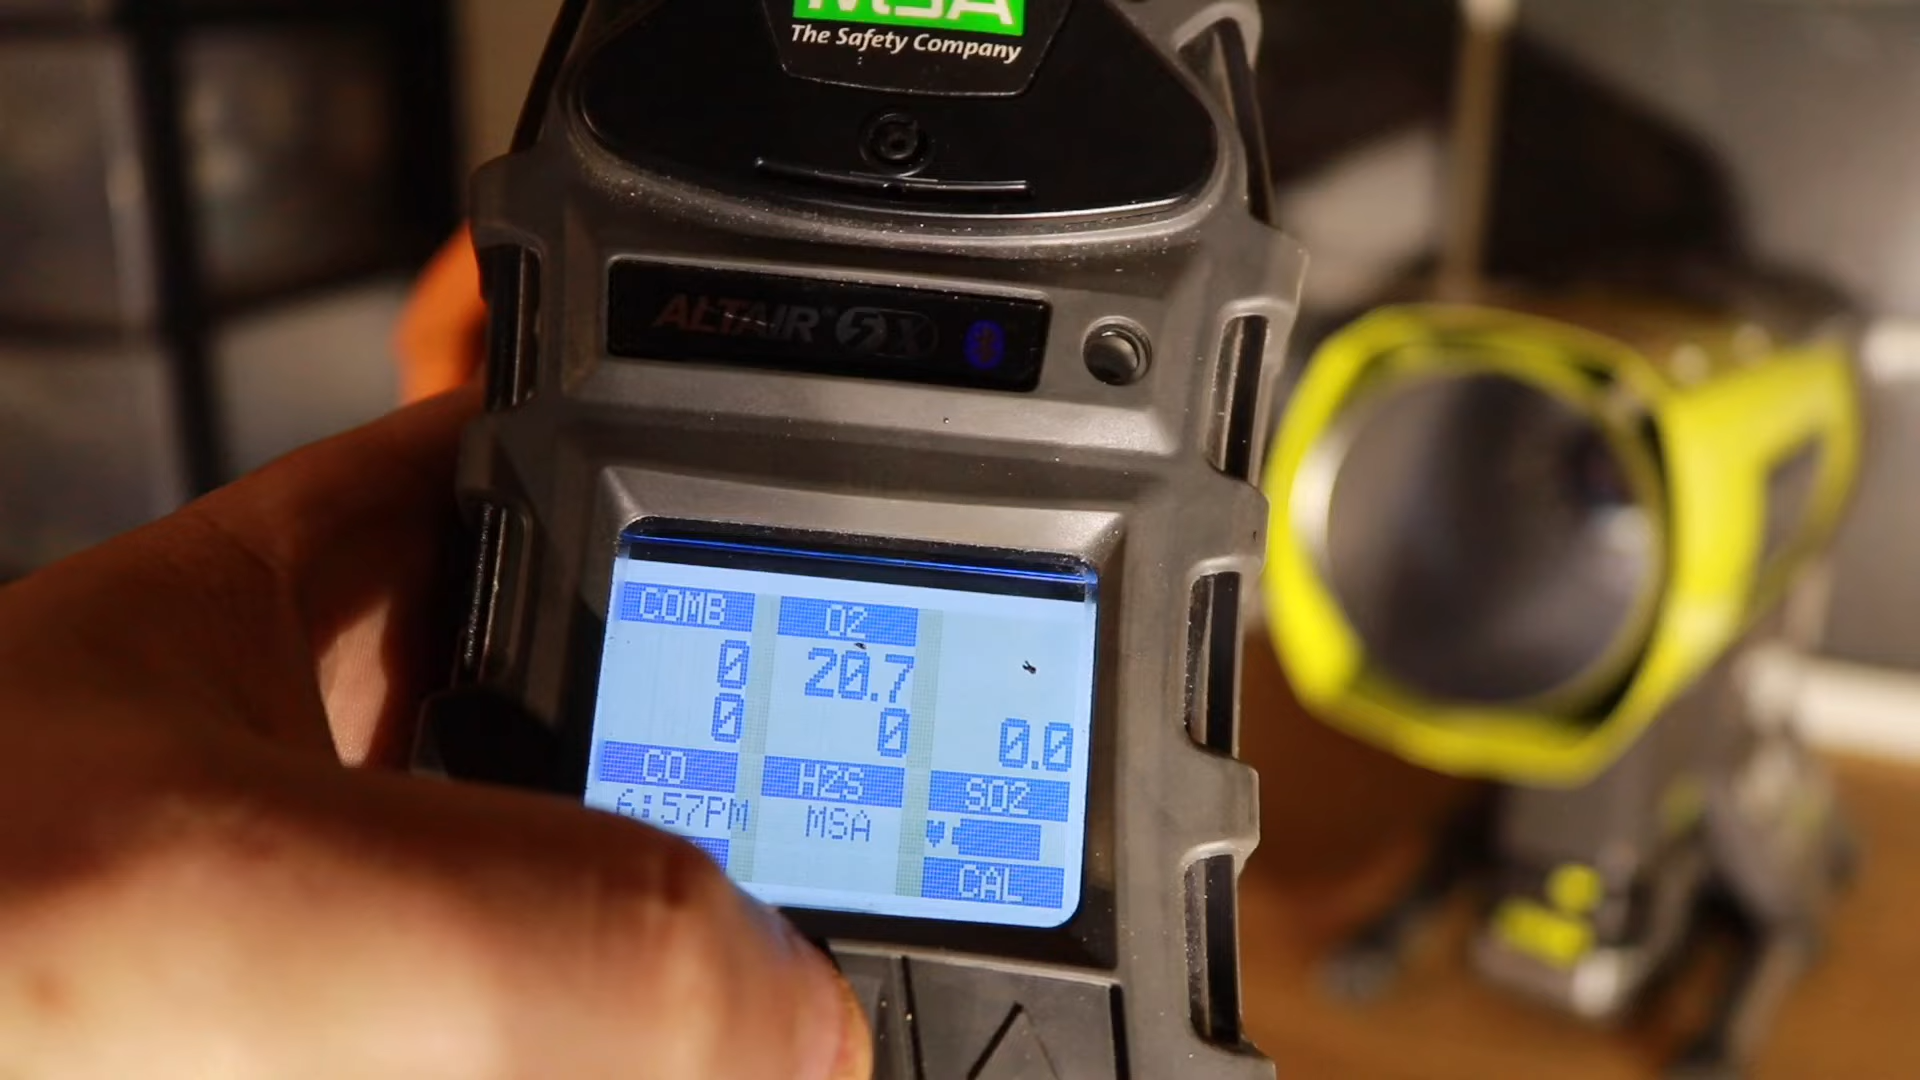 MSA
The Safety Company
ALTAIR 5X
COMB O2
0 20.7
0 0 0.0
CO H2S SO2
6:57PM MSA
CAL